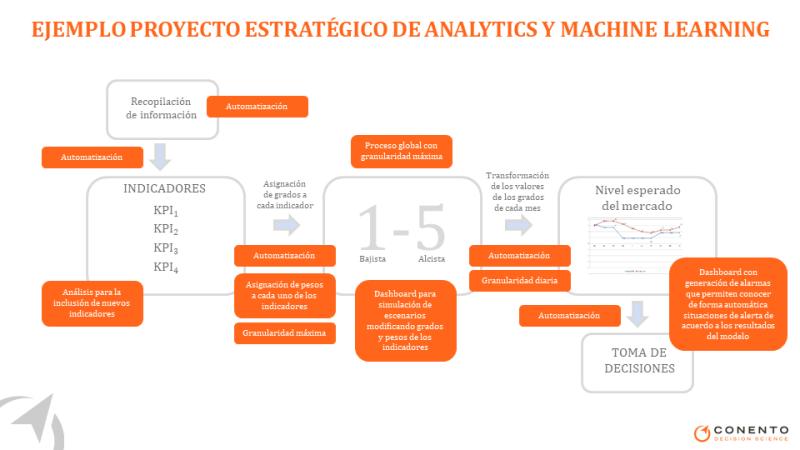 EJEMPLO PROYECTO ESTRATÉGICO DE ANALYTICS Y MACHINE LEARNING
Recopilación
de información
Automatización
Automatización
INDICADORES
KPI1
KPI2
KPI3
KPI4
Análisis para la
inclusión de nuevos
indicadores
Asignación
de grados a
cada indicador
Automatización
Asignación de pesos
a cada uno de los
indicadores
Granularidad máxima
Proceso global con
granularidad máxima
1-5
Bajista Alcista
Dashboard para
simulación de
escenarios
modificando grados
y pesos de los
indicadores
Transformación
de los valores
de los grados
de cada mes
Automatización
Granularidad diaria
Nivel esperado
del mercado
Dashboard con
generación de alarmas
que permiten conocer
de forma automática
situaciones de alerta de
acuerdo a los resultados
del modelo
Automatización
TOMA DE
DECISIONES
CONENTO
DECISION SCIENCE